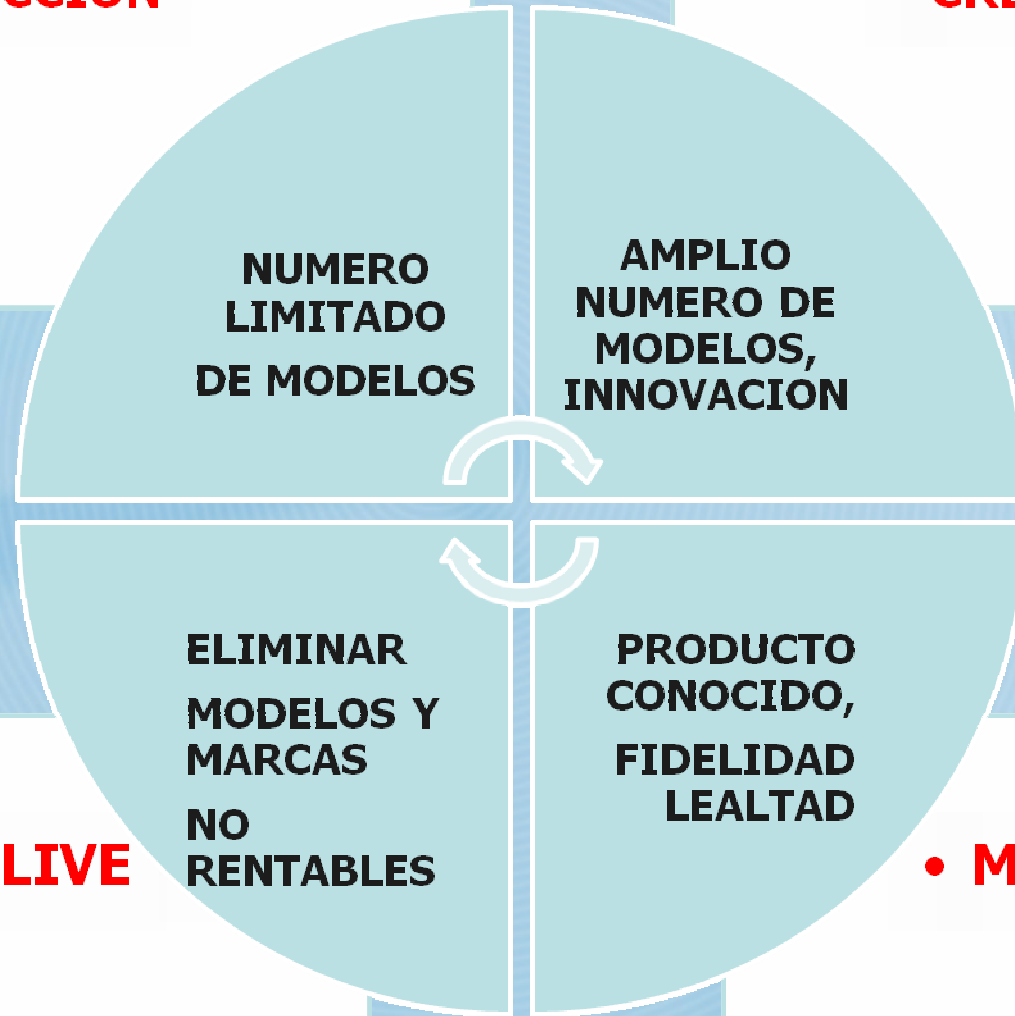 NUMERO
LIMITADO
DE MODELOS
AMPLIO
NUMERO DE
MODELOS,
INNOVACION
ELIMINAR
MODELOS Y
MARCAS
NO
RENTABLES
PRODUCTO
CONOCIDO,
FIDELIDAD
LEALTAD
LIVE
• M